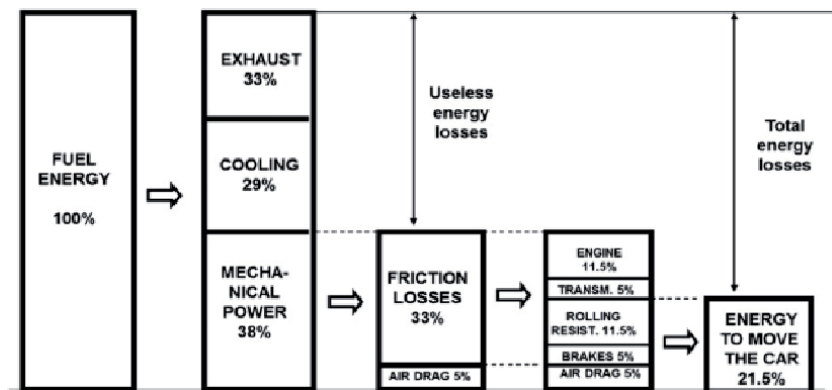 FUEL
ENERGY
100%
EXHAUST
33%
COOLING
29%
MECHA-
NICAL
POWER
38%
Useless
energy
losses
FRICTION
LOSSES
33%
AIR DRAG 5%
ENGINE
11.5%
TRANSM. 5%
ROLLING
RESIST. 11.5%
BRAKES 5%
AIR DRAG 5%
Total
energy
losses
ENERGY
TO MOVE
THE CAR
21.5%